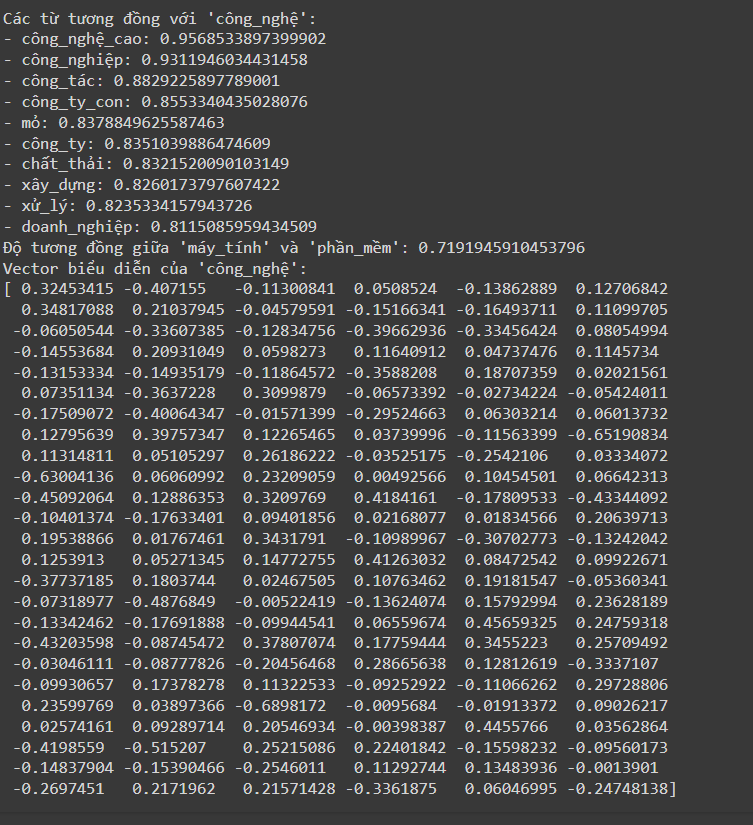 Các từ tương đồng với 'công_nghệ':
- công_nghệ_cao: 0.9568533897399902
- công_nghiệp: 0.9311946034431458
- công_tác: 0.8829225897789001
- công_ty_con: 0.8553340435028076
- mỏ: 0.8378849625587463
- công_ty: 0.8351039886474609
- chất_thải: 0.8321520090103149
- xây_dựng: 0.8260173797607422
- xử_lý: 0.8235334157943726
- doanh_nghiệp: 0.8115085959434509
Độ tương đồng giữa 'máy_tính' và 'phần_mềm': 0.7191945910453796
Vector biểu diễn của 'công_nghệ':
[ 0.32453415 -0.407155   -0.11300841  0.0508524  -0.13862889  0.12706842
  0.34817088  0.21037945 -0.04579591 -0.15166341 -0.16493711  0.11099705
 -0.06050544 -0.33607385 -0.12834756 -0.39662936 -0.33456424  0.08054994
 -0.14553684  0.20931049  0.0598273   0.11640912  0.04737476  0.1145734
 -0.13153334 -0.14935179 -0.11864572 -0.3588208   0.18707359  0.02021561
  0.07351134 -0.3637228   0.3099879  -0.06573392 -0.02734224 -0.05424011
 -0.17509072 -0.40064347 -0.01571399 -0.29524663  0.06303214  0.06013732
  0.12795639  0.39757347  0.12265465  0.03739996 -0.11563399 -0.65190834
  0.11314811  0.05105297  0.26186222 -0.03525175 -0.2542106   0.03334072
 -0.63004136  0.06060992  0.23209059  0.00492566  0.10454501  0.06642313
 -0.45092064  0.12886353  0.3209769   0.4184161  -0.17809533 -0.43344092
 -0.10401374 -0.17633401  0.09401856  0.02168077  0.01834566  0.20639713
  0.19538866  0.01767461  0.3431791  -0.10989967 -0.30702773 -0.13242042
  0.1253913   0.05271345  0.14772755  0.41263032  0.08472542  0.09922671
 -0.37737185  0.1803744   0.02467505  0.10763462  0.19181547 -0.05360341
 -0.07318977 -0.4876849  -0.00522419 -0.13624074  0.15792994  0.23628189
 -0.13342462 -0.17691888 -0.09944541  0.06559674  0.45659325  0.24759318
 -0.43203598 -0.08745472  0.37807074  0.17759444  0.3455223   0.25709492
 -0.03046111 -0.08777826 -0.20456468  0.28665638  0.12812619 -0.3337107
 -0.09930657  0.17378278  0.11322533 -0.09252922 -0.11066262  0.29728806
  0.23599769  0.03897366 -0.6898172  -0.0095684  -0.01913372  0.09026217
  0.02574161  0.09289714  0.20546934 -0.00398387  0.4455766   0.03562864
 -0.4198559  -0.515207    0.25215086  0.22401842 -0.15598232 -0.09560173
 -0.14837904 -0.15390466 -0.2546011   0.11292744  0.13483936 -0.0013901
 -0.2697451   0.2171962   0.21571428 -0.3361875   0.06046995 -0.24748138]